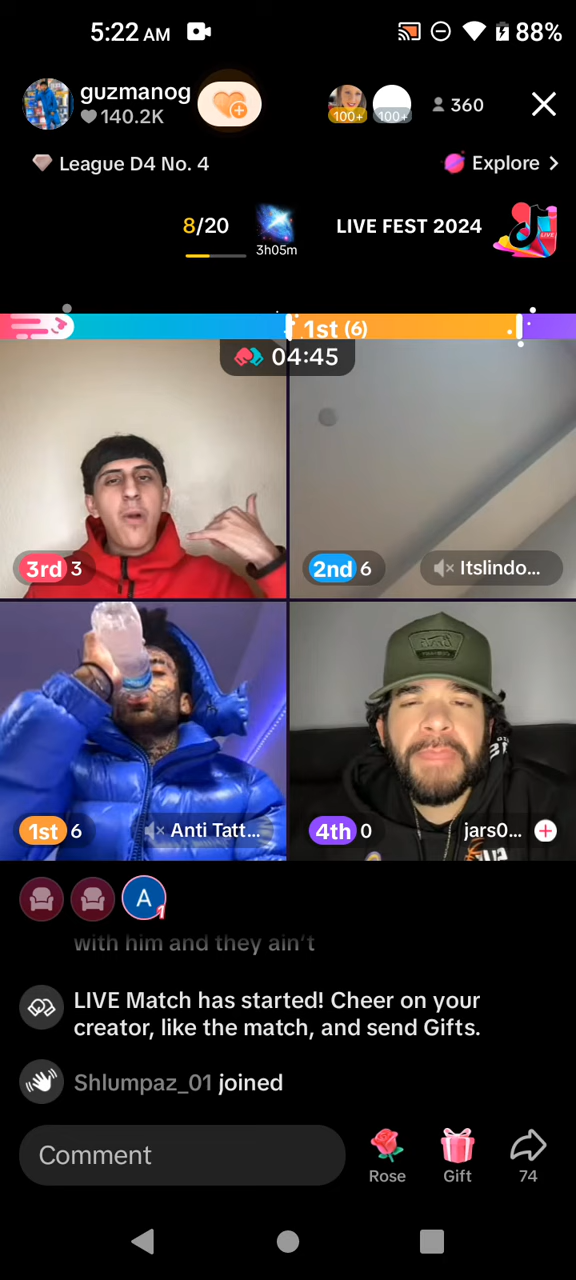 5:22 AM
88%
guzmanog
140.2K
100+
100+
360
League D4 No. 4
Explore >
8/20
3h05m
LIVE FEST 2024
LIVE
1st (6)
04:45
3rd 3
2nd 6
Itslindo...
1st 6
Anti Tatt...
4th 0
jars0...
A
1
with him and they ain't
LIVE Match has started! Cheer on your
creator, like the match, and send Gifts.
Shlumpaz_01 joined
Comment
Rose
Gift
74